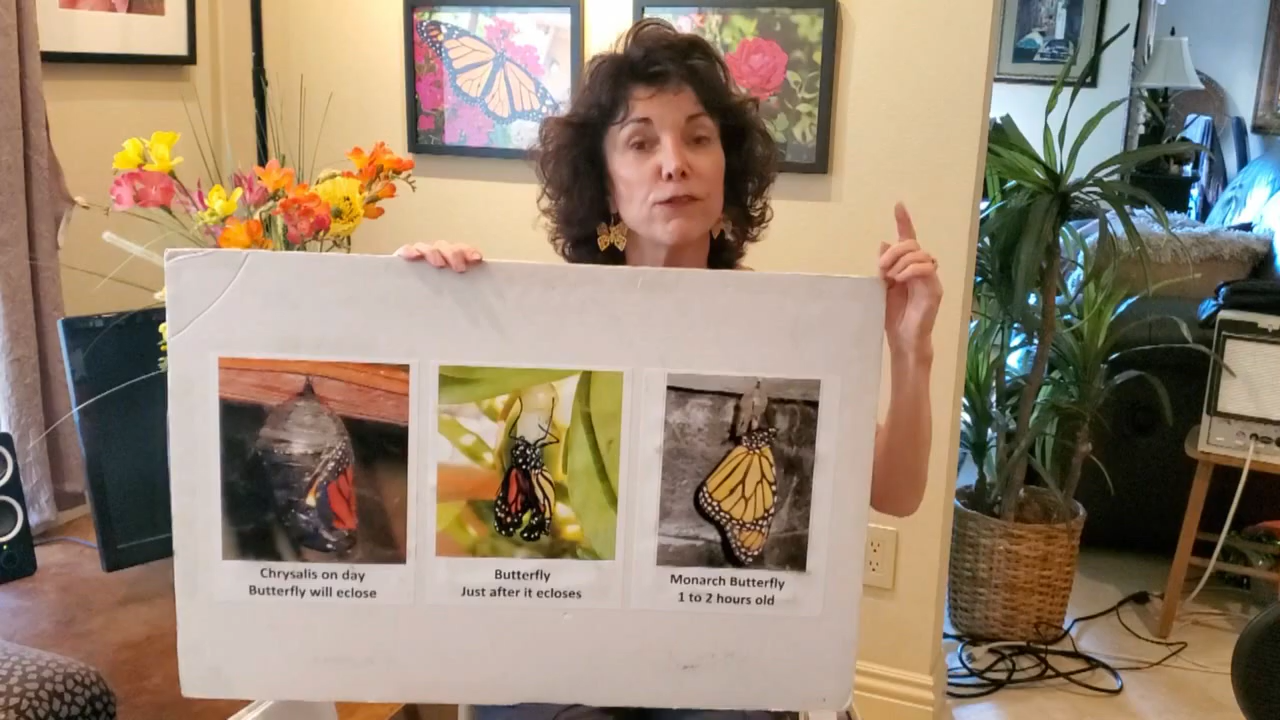 Chrysalis on day
Butterfly will eclose
Butterfly
Just after it ecloses
Monarch Butterfly
1 to 2 hours old